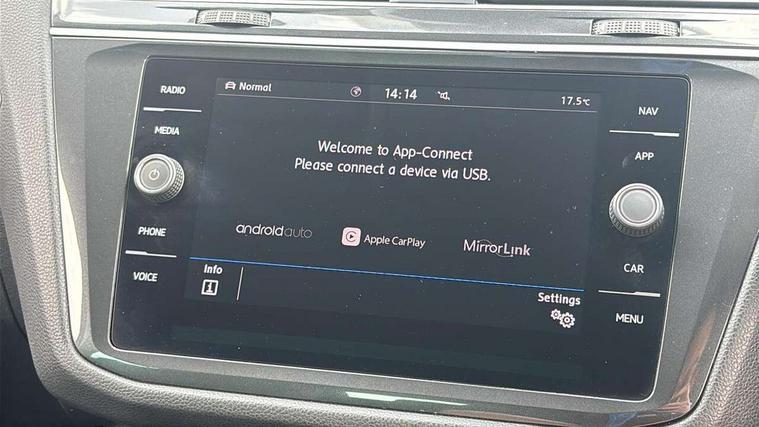 RADIO
MEDIA
PHONE
VOICE
Normal
14:14
17.5°C
Welcome to App-Connect
Please connect a device via USB.
androidauto
Apple CarPlay
MirrorLink
Info
Settings
NAV
APP
CAR
MENU